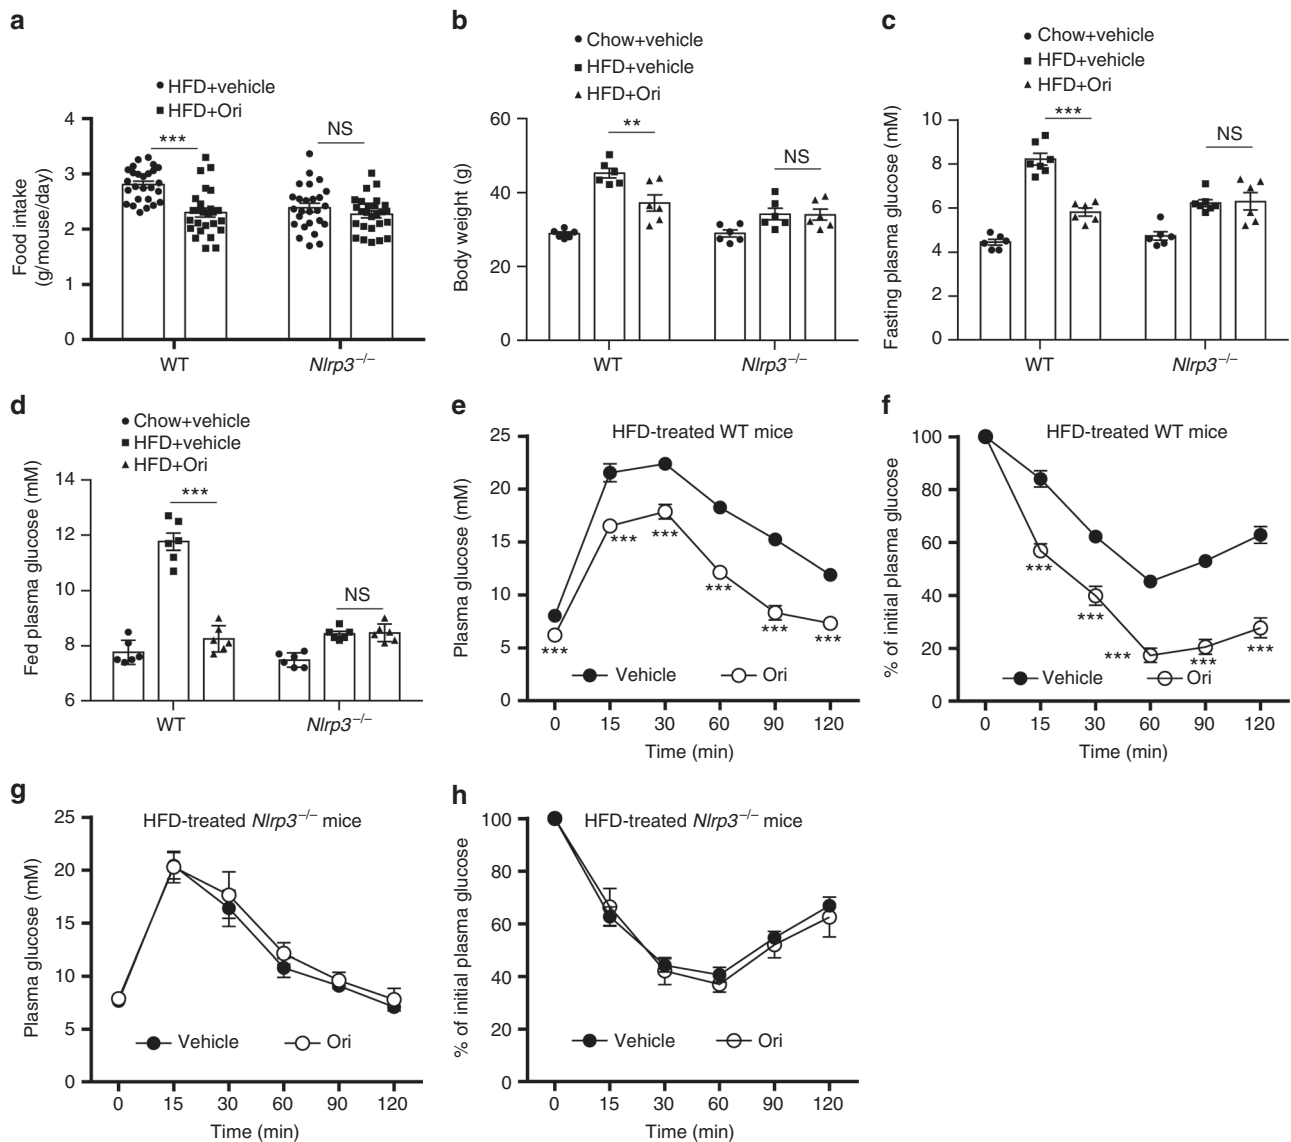 a
HFD+vehicle
HFD+Ori
Food intake
(g/mouse/day)
4
3
2
1
0
***
NS
WT
Nlrp3−/−
b
Chow+vehicle
HFD+vehicle
HFD+Ori
Body weight (g)
60
40
20
0
**
NS
WT
Nlrp3−/−
c
Chow+vehicle
HFD+vehicle
HFD+Ori
Fasting plasma glucose (mM)
10
8
6
4
2
0
***
NS
WT
Nlrp3−/−
d
Chow+vehicle
HFD+vehicle
HFD+Ori
Fed plasma glucose (mM)
14
12
10
8
6
***
NS
WT
Nlrp3−/−
e
HFD-treated WT mice
Plasma glucose (mM)
25
20
15
10
5
0
***
***
***
***
***
***
Vehicle
Ori
0 15 30 60 90 120
Time (min)
f
HFD-treated WT mice
% of initial plasma glucose
100
80
60
40
20
0
***
***
***
***
***
Vehicle
Ori
0 15 30 60 90 120
Time (min)
g
HFD-treated Nlrp3−/− mice
Plasma glucose (mM)
25
20
15
10
5
0
Vehicle
Ori
0 15 30 60 90 120
Time (min)
h
HFD-treated Nlrp3−/− mice
% of initial plasma glucose
100
80
60
40
20
0
Vehicle
Ori
0 15 30 60 90 120
Time (min)